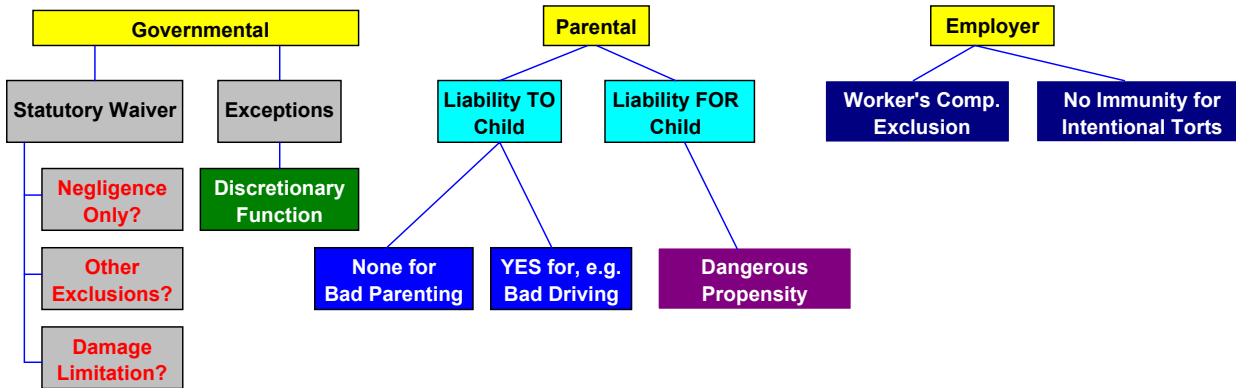 Governmental
Parental
Employer
Statutory Waiver
Exceptions
Liability TO
Child
Liability FOR
Child
Worker's Comp.
Exclusion
No Immunity for
Intentional Torts
Negligence
Only?
Discretionary
Function
Other
Exclusions?
None for
Bad Parenting
YES for, e.g.
Bad Driving
Dangerous
Propensity
Damage
Limitation?